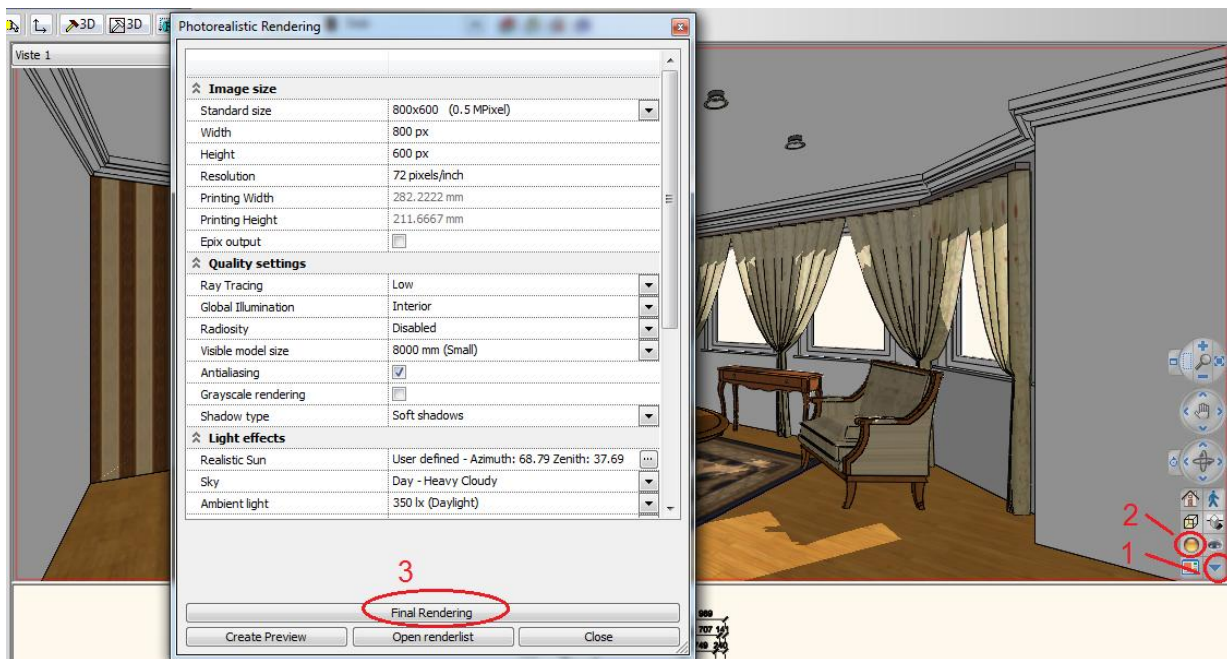 3D 3D
Viste 1
Photorealistic Rendering
Image size
Standard size 800x600 (0.5 MPixel)
Width 800 px
Height 600 px
Resolution 72 pixels/inch
Printing Width 282.2222 mm
Printing Height 211.6667 mm
Epix output
Quality settings
Ray Tracing Low
Global Illumination Interior
Radiosity Disabled
Visible model size 8000 mm (Small)
Antialiasing
Grayscale rendering
Shadow type Soft shadows
Light effects
Realistic Sun User defined - Azimuth: 68.79 Zenith: 37.69 ...
Sky Day - Heavy Cloudy
Ambient light 350 lx (Daylight)
2
1
3
Final Rendering
Create Preview Open renderlist Close
989
707 141